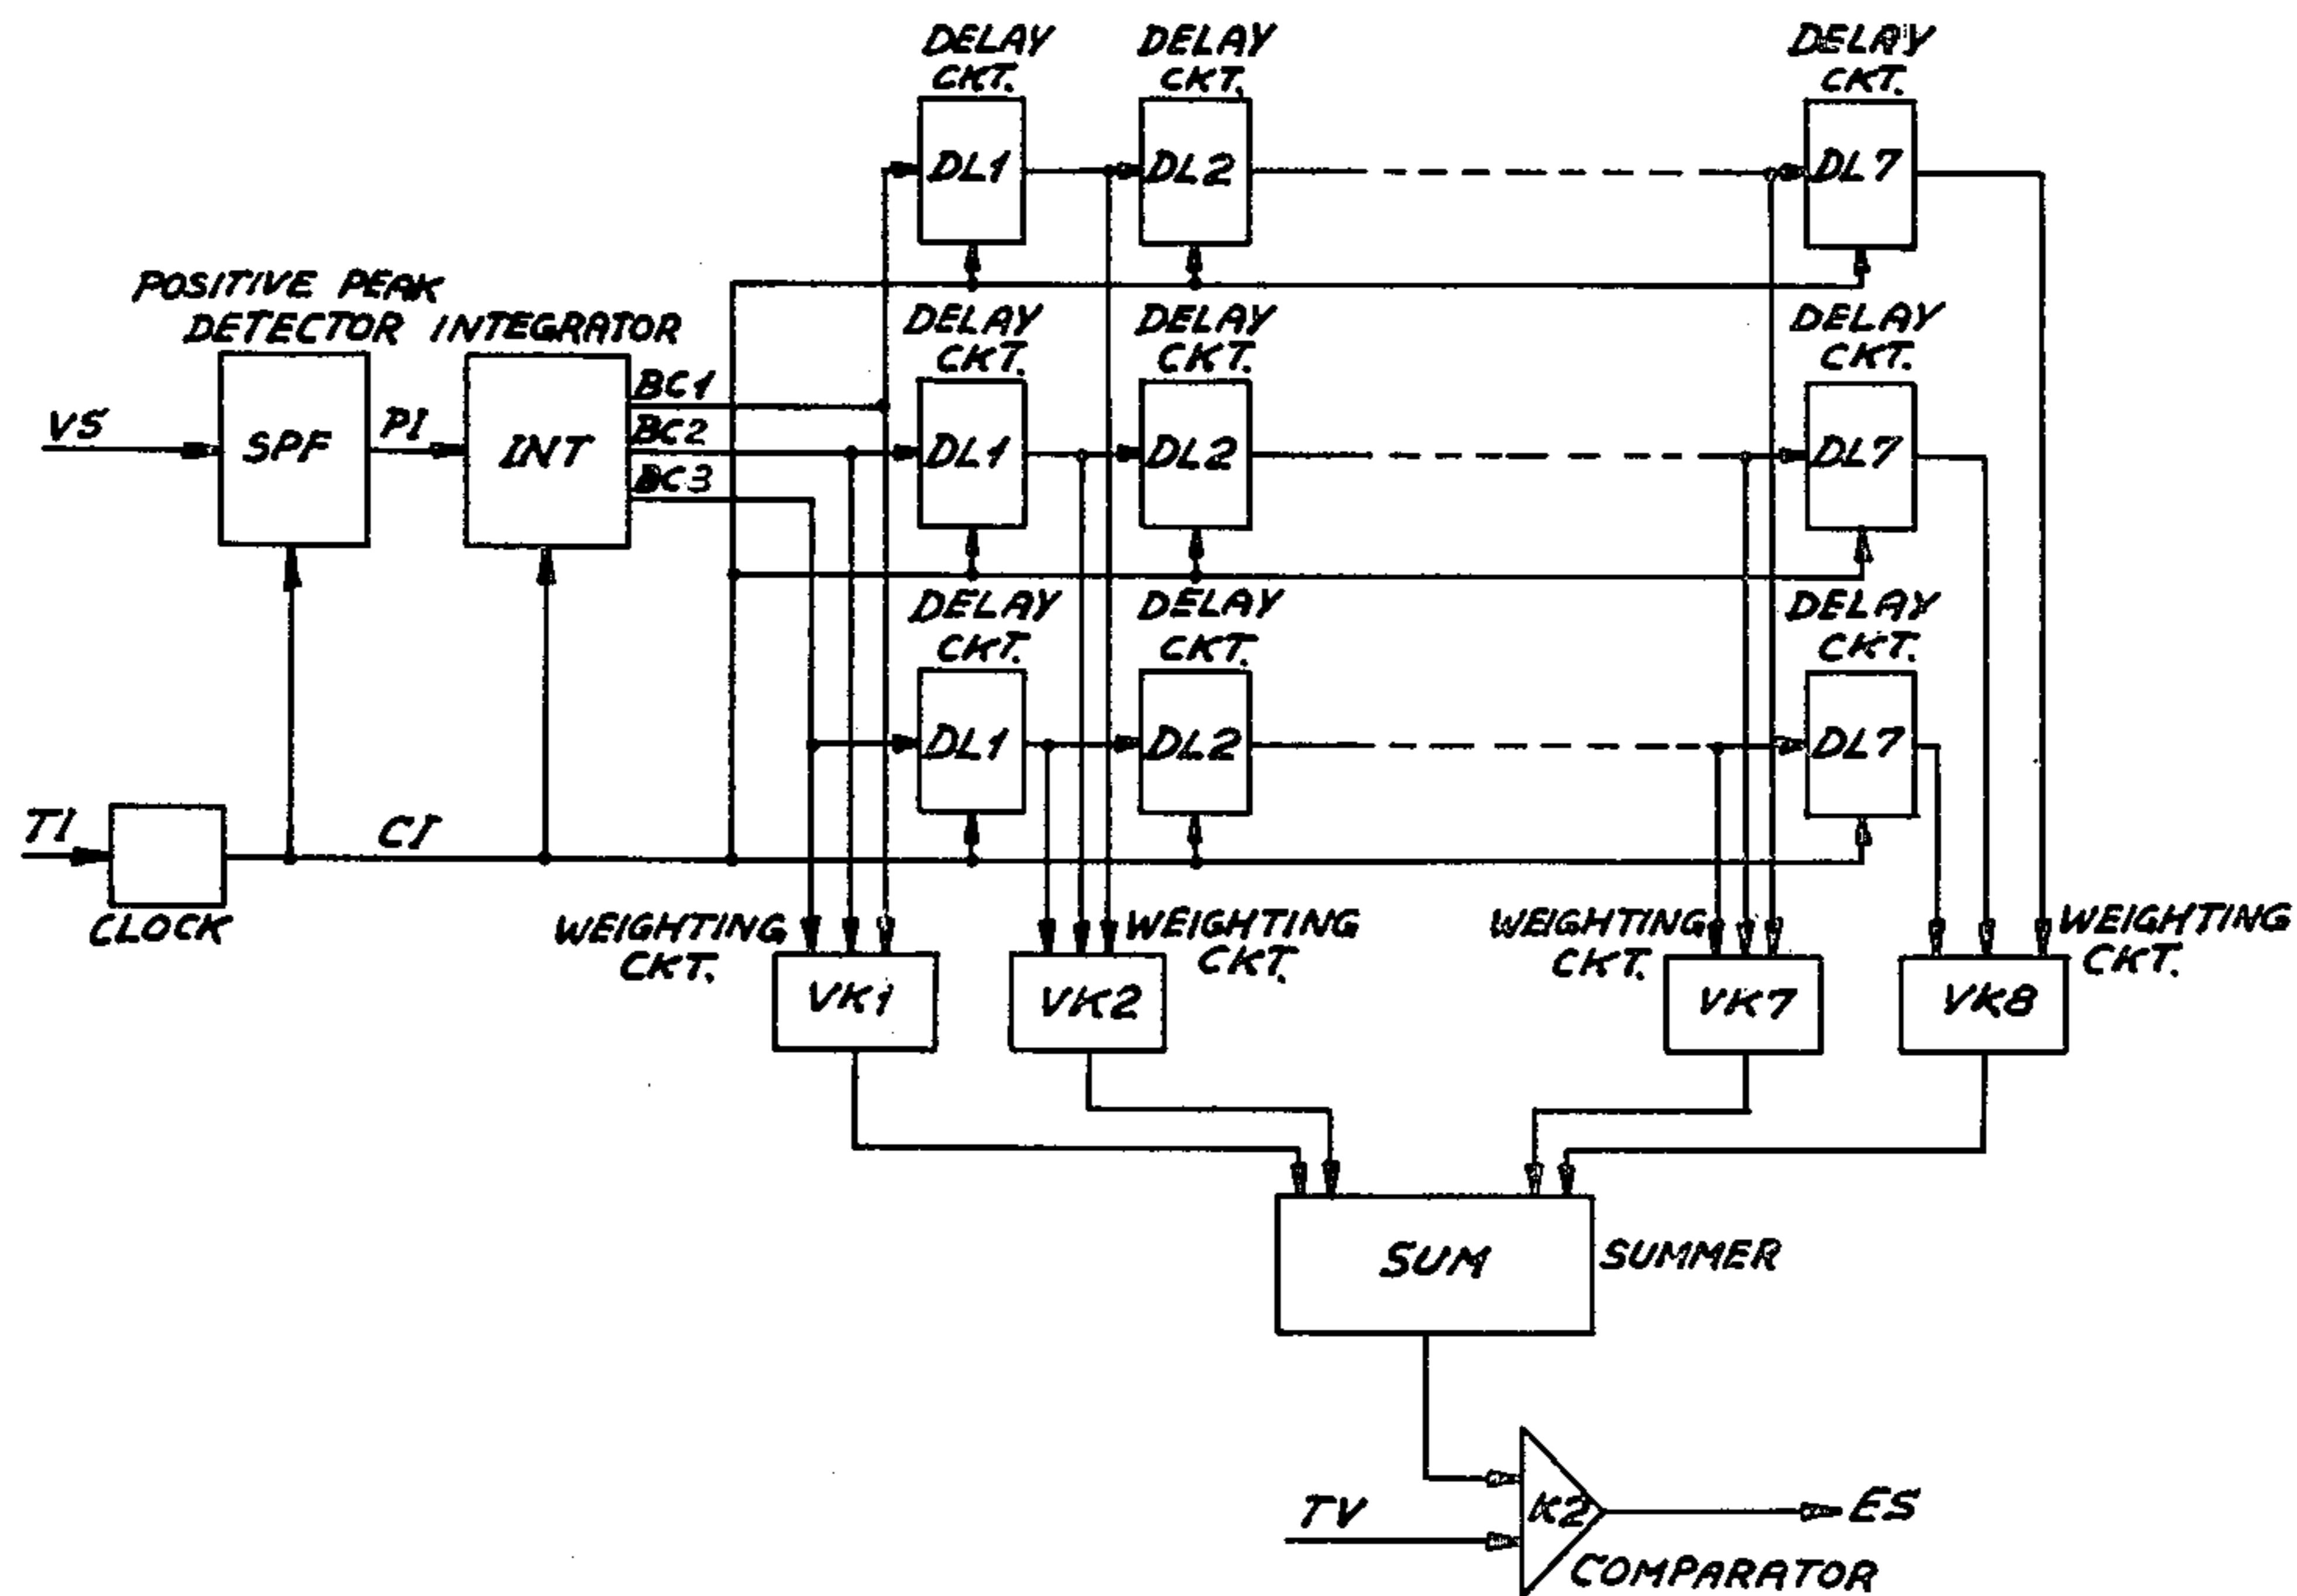 DELAY
CKT.
DELAY
CKT.
DELAY
CKT.
DL1
DL2
DL7
POSITIVE PEAK
DETECTOR
INTEGRATOR
DELAY
CKT.
DELAY
CKT.
DELAY
CKT.
VS
SPF
PI
INT
BC1
BC2
BC3
DL1
DL2
DL7
DELAY
CKT.
DELAY
CKT.
DELAY
CKT.
DL1
DL2
DL7
TI
CI
CLOCK
WEIGHTING
CKT.
WEIGHTING
CKT.
WEIGHTING
CKT.
WEIGHTING
CKT.
VK1
VK2
VK7
VK8
SUM
SUMMER
TV
K2
ES
COMPARATOR